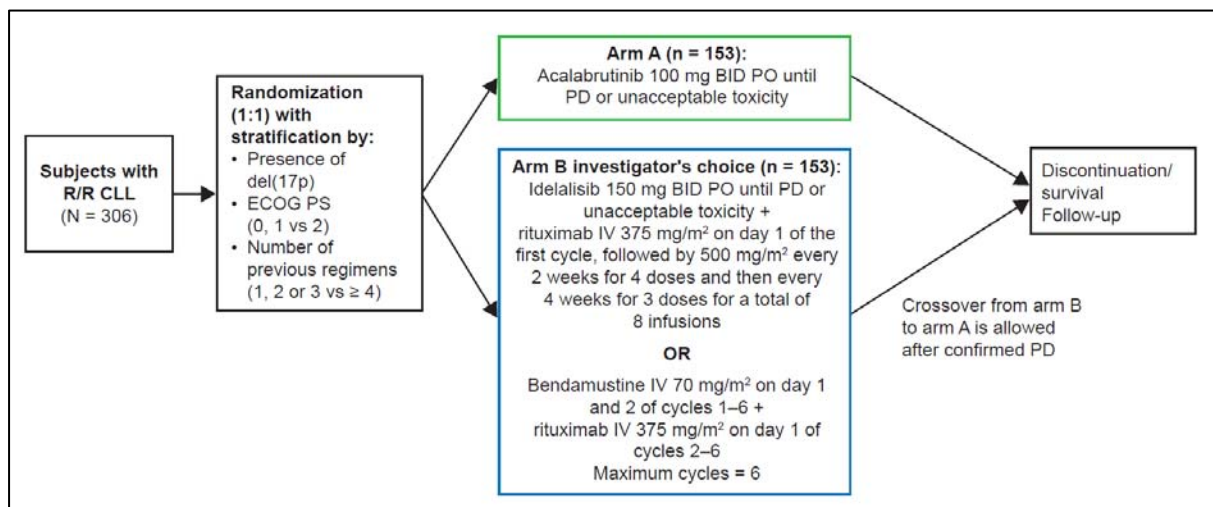 Subjects with
R/R CLL
(N = 306)
Randomization
(1:1) with
stratification by:
• Presence of
del(17p)
• ECOG PS
(0, 1 vs 2)
• Number of
previous regimens
(1, 2 or 3 vs ≥ 4)
Arm A (n = 153):
Acalabrutinib 100 mg BID PO until
PD or unacceptable toxicity
Arm B investigator's choice (n = 153):
Idelalisib 150 mg BID PO until PD or
unacceptable toxicity +
rituximab IV 375 mg/m² on day 1 of the
first cycle, followed by 500 mg/m² every
2 weeks for 4 doses and then every
4 weeks for 3 doses for a total of
8 infusions
OR
Bendamustine IV 70 mg/m² on day 1
and 2 of cycles 1–6 +
rituximab IV 375 mg/m² on day 1 of
cycles 2–6
Maximum cycles = 6
Discontinuation/
survival
Follow-up
Crossover from arm B
to arm A is allowed
after confirmed PD